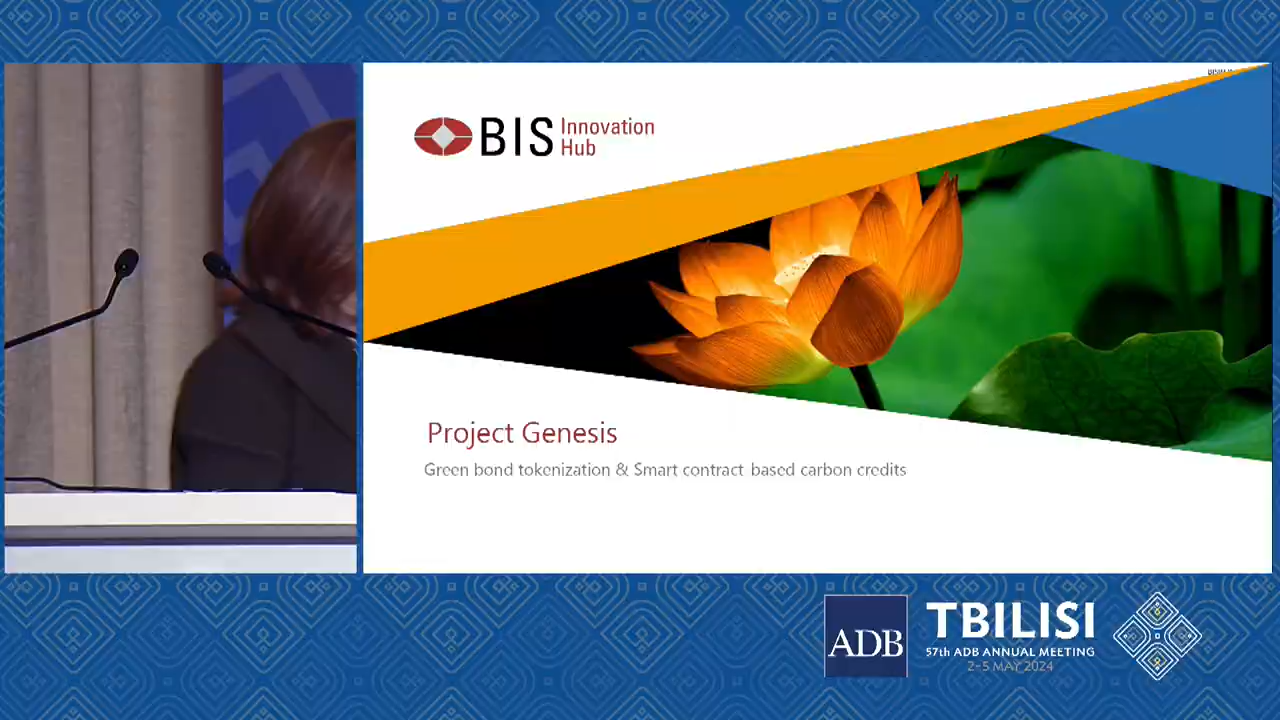 BIS Innovation
Hub
Project Genesis
Green bond tokenization & Smart contract-based carbon credits
ADB
TBILISI
57th ADB ANNUAL MEETING
2-5 MAY 2024